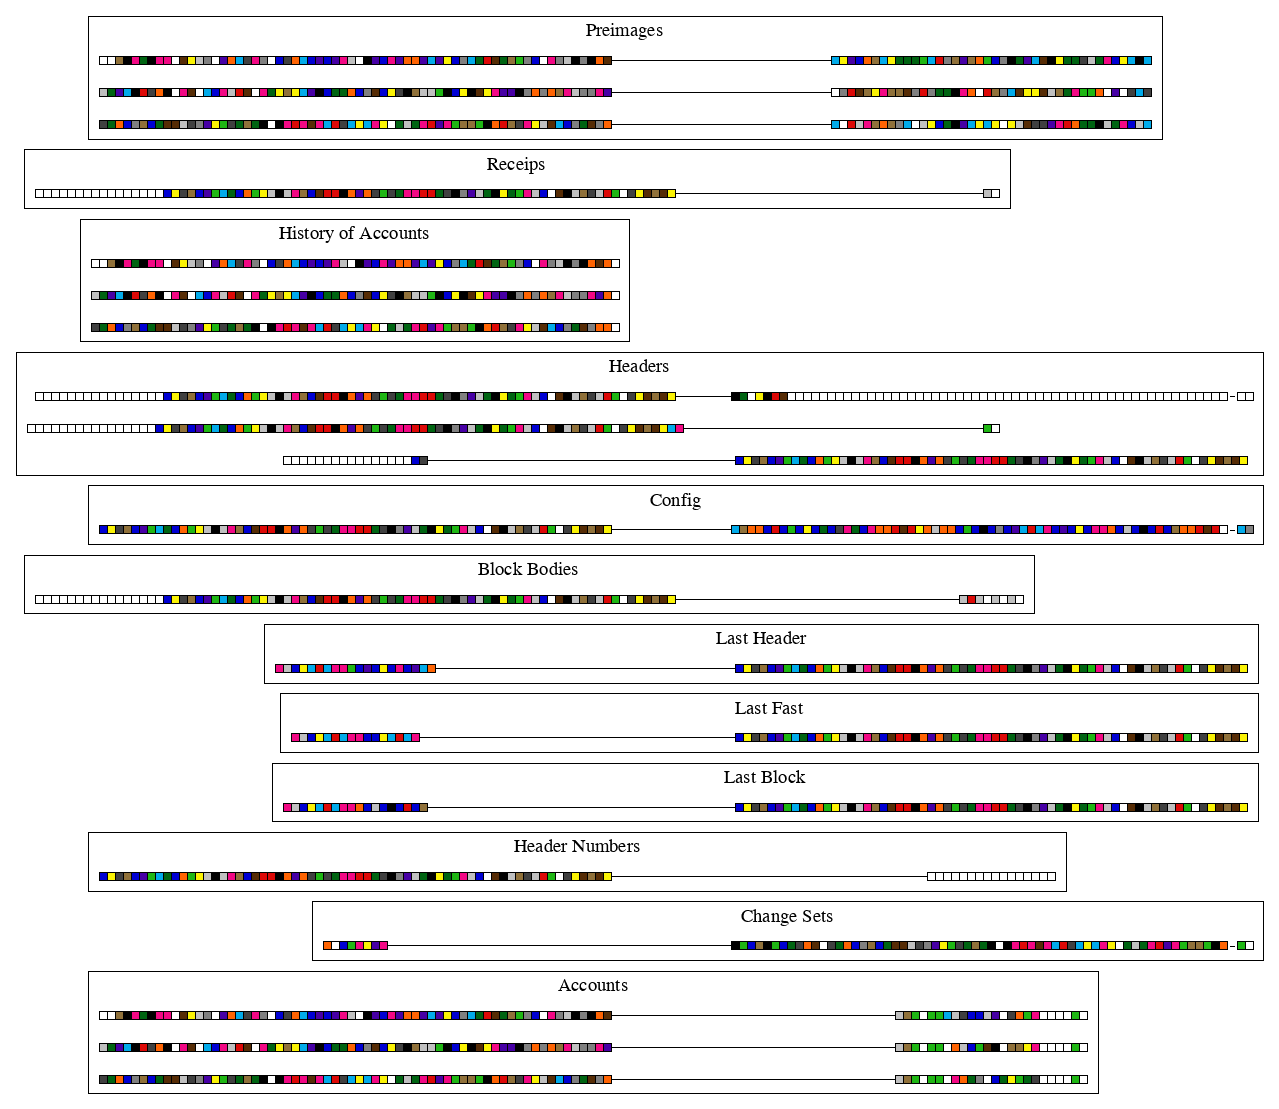 Preimages
Receips
History of Accounts
Headers
Config
Block Bodies
Last Header
Last Fast
Last Block
Header Numbers
Change Sets
Accounts